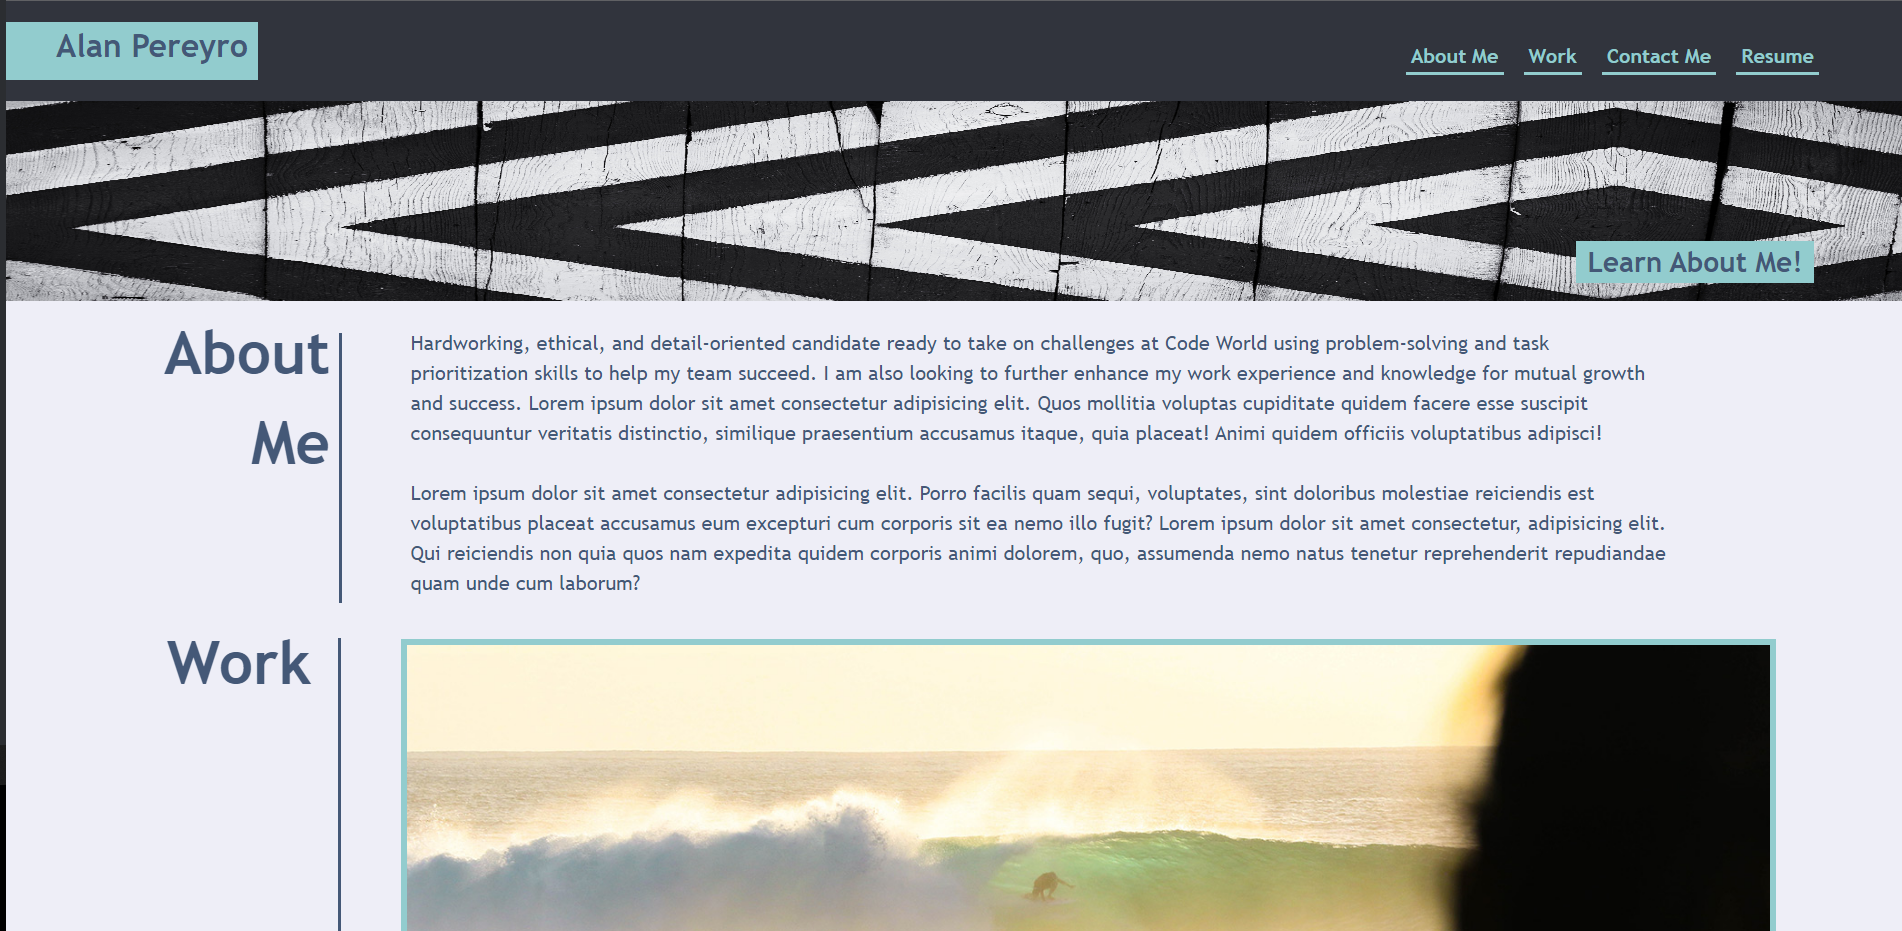 Alan Pereyro
About Me Work Contact Me Resume
Learn About Me!
About
Me
Hardworking, ethical, and detail-oriented candidate ready to take on challenges at Code World using problem-solving and task
prioritization skills to help my team succeed. I am also looking to further enhance my work experience and knowledge for mutual growth
and success. Lorem ipsum dolor sit amet consectetur adipisicing elit. Quos mollitia voluptas cupiditate quidem facere esse suscipit
consequuntur veritatis distinctio, similique praesentium accusamus itaque, quia placeat! Animi quidem officiis voluptatibus adipisci!
Lorem ipsum dolor sit amet consectetur adipisicing elit. Porro facilis quam sequi, voluptates, sint doloribus molestiae reiciendis est
voluptatibus placeat accusamus eum excepturi cum corporis sit ea nemo illo fugit? Lorem ipsum dolor sit amet consectetur, adipisicing elit.
Qui reiciendis non quia quos nam expedita quidem corporis animi dolorem, quo, assumenda nemo natus tenetur reprehenderit repudiandae
quam unde cum laborum?
Work